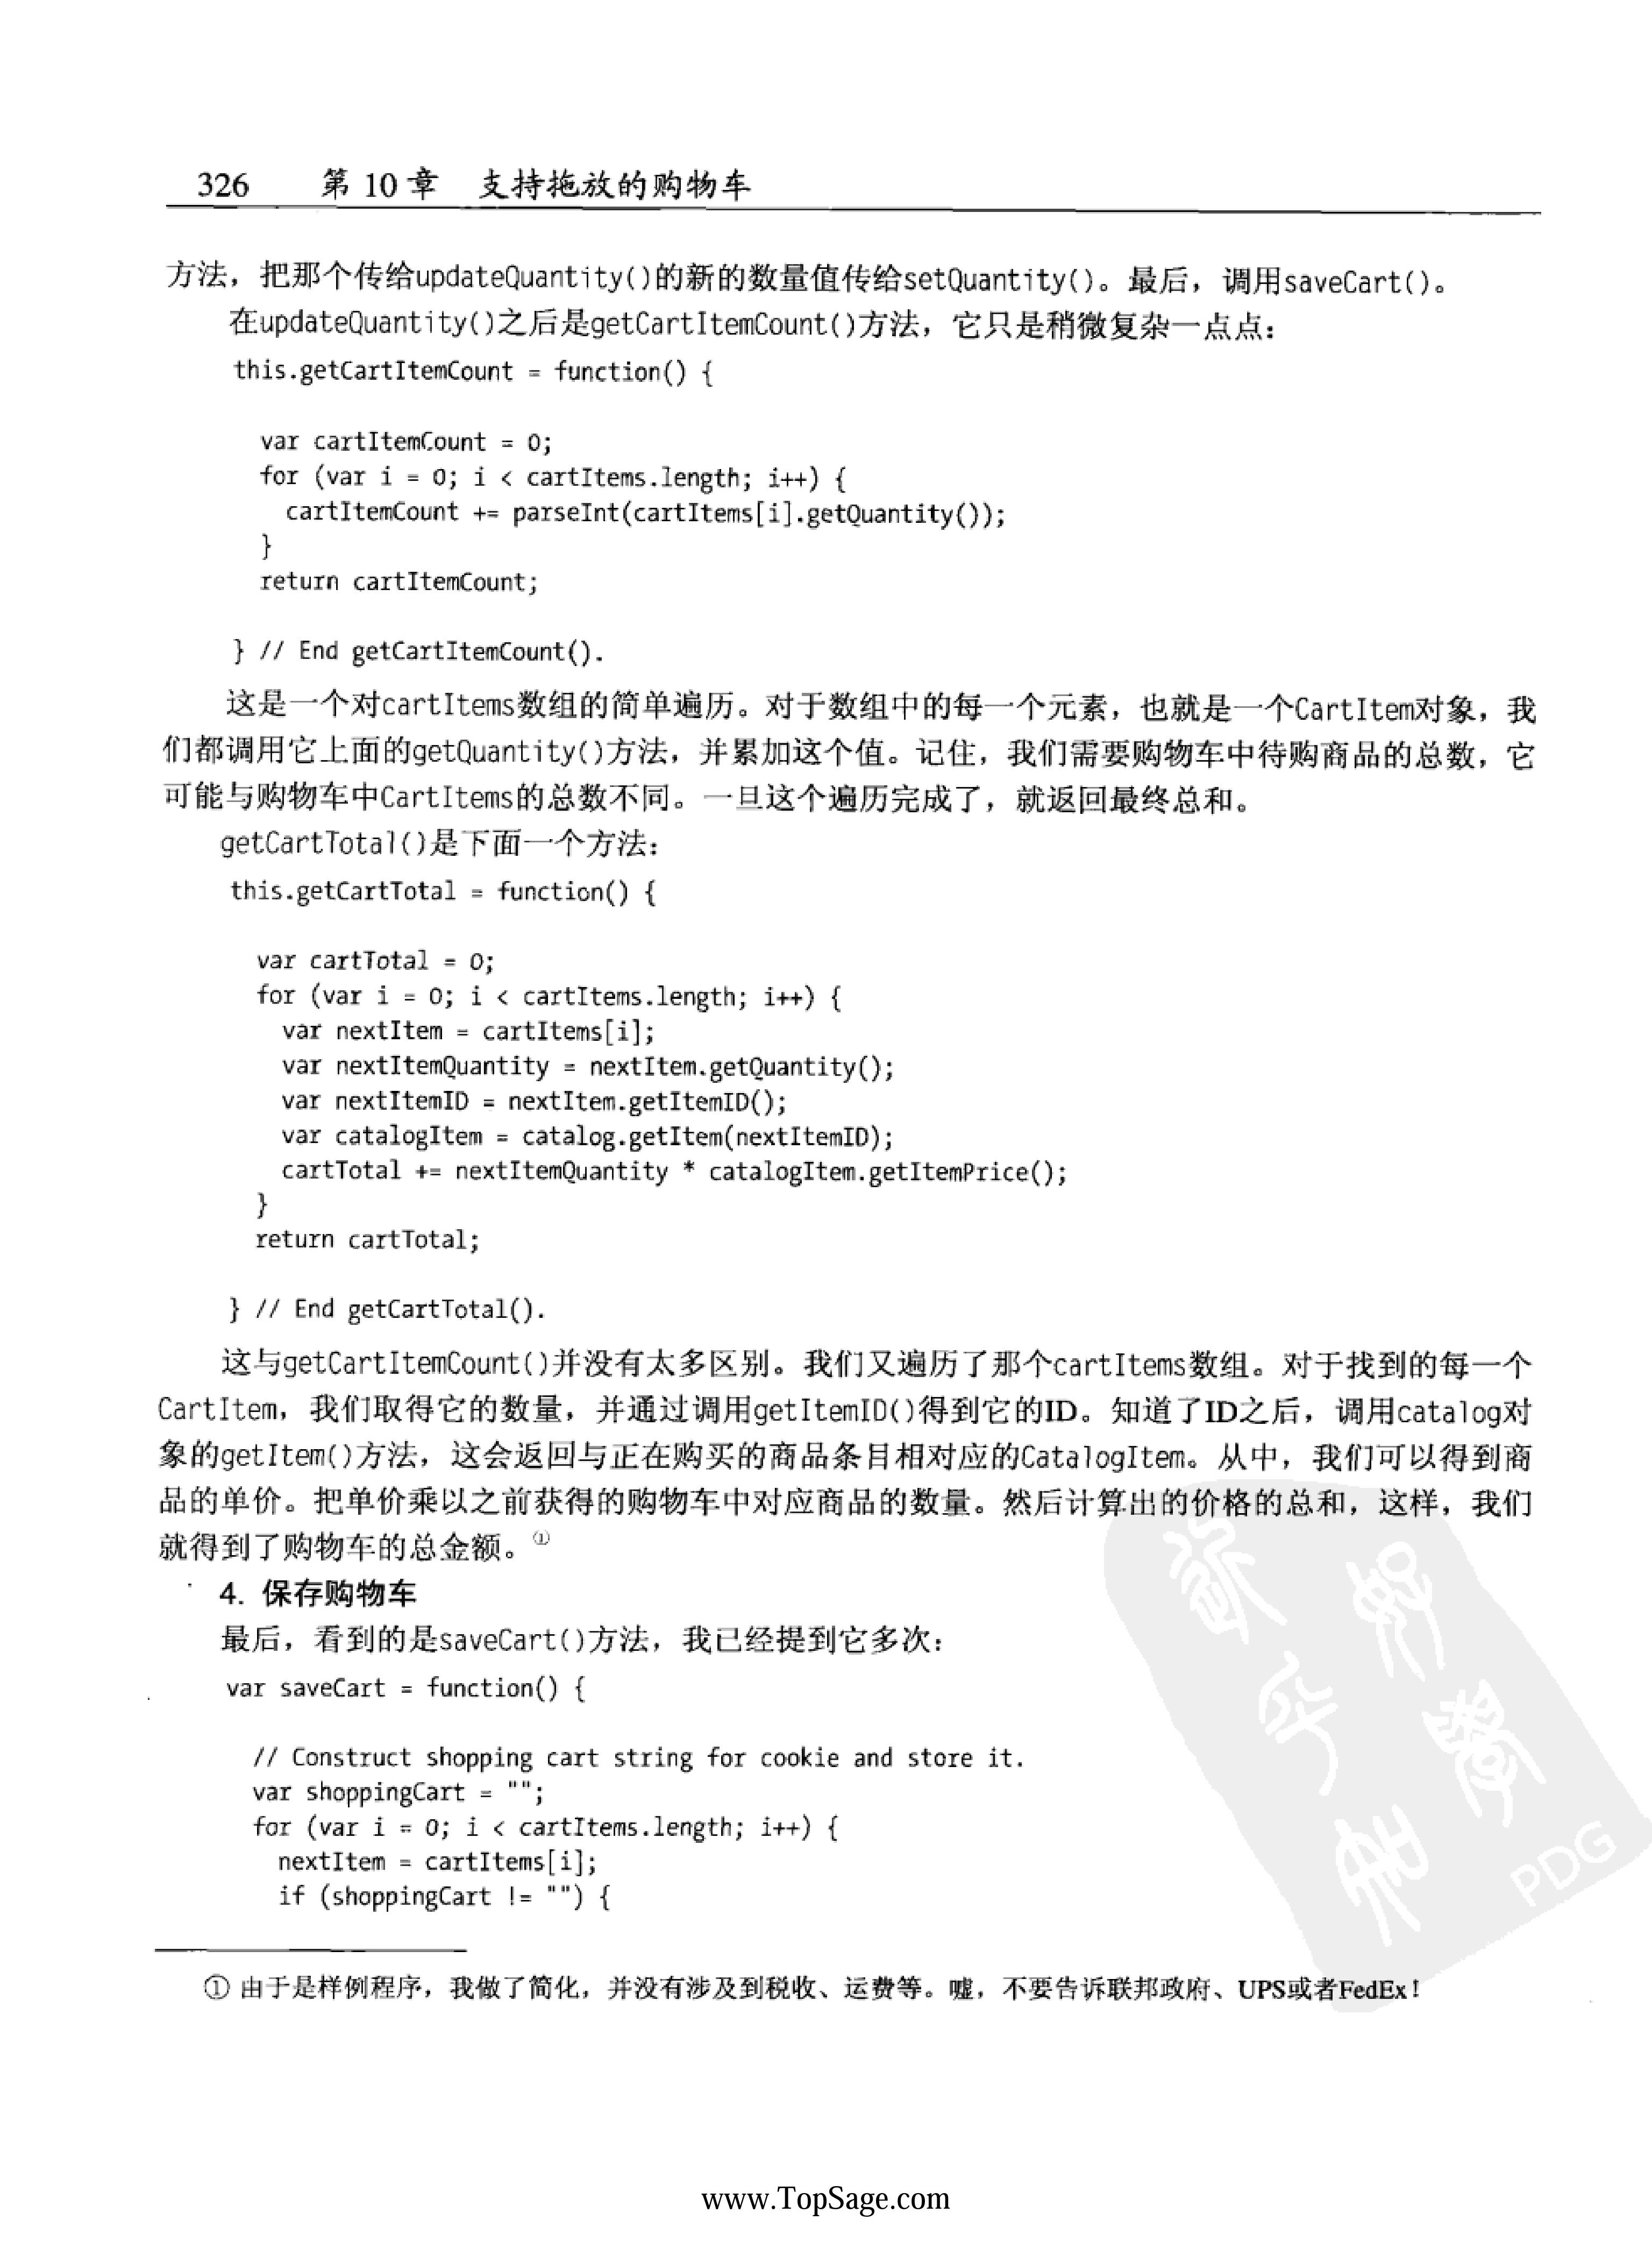 326 第 10 章 支持拖放的购物车
方法，把那个传给updateQuantity()的新的数量值传给setQuantity()。最后，调用saveCart()。
在updateQuantity()之后是getCartItemCount()方法，它只是稍微复杂一点点：
this.getCartItemCount = function() {
var cartItemCount = 0;
for (var i = 0; i < cartItems.length; i++) {
cartItemCount += parseInt(cartItems[i].getQuantity());
}
return cartItemCount;
} // End getCartItemCount().
这是一个对cartItems数组的简单遍历。对于数组中的每一个元素，也就是一个CartItem对象，我
们都调用它上面的getQuantity()方法，并累加这个值。记住，我们需要购物车中待购商品的总数，它
可能与购物车中CartItems的总数不同。一旦这个遍历完成了，就返回最终总和。
getCartTotal()是下面一个方法：
this.getCartTotal = function() {
var cartTotal = 0;
for (var i = 0; i < cartItems.length; i++) {
var nextItem = cartItems[i];
var nextItemQuantity = nextItem.getQuantity();
var nextItemID = nextItem.getItemID();
var catalogItem = catalog.getItem(nextItemID);
cartTotal += nextItemQuantity * catalogItem.getItemPrice();
}
return cartTotal;
} // End getCartTotal().
这与getCartItemCount()并没有太多区别。我们又遍历了那个cartItems数组。对于找到的每一个
CartItem，我们取得它的数量，并通过调用getItemID()得到它的ID。知道了ID之后，调用catalog对
象的getItem()方法，这会返回与正在购买的商品条目相对应的CatalogItem。从中，我们可以得到商
品的单价。把单价乘以之前获得的购物车中对应商品的数量。然后计算出的价格的总和，这样，我们
就得到了购物车的总金额。①
4. 保存购物车
最后，看到的是saveCart()方法，我已经提到它多次：
var saveCart = function() {
// Construct shopping cart string for cookie and store it.
var shoppingCart = "";
for (var i = 0; i < cartItems.length; i++) {
nextItem = cartItems[i];
if (shoppingCart != "") {
PDG
① 由于是样例程序，我做了简化，并没有涉及到税收、运费等。嘘，不要告诉联邦政府、UPS或者FedEx！
www.TopSage.com